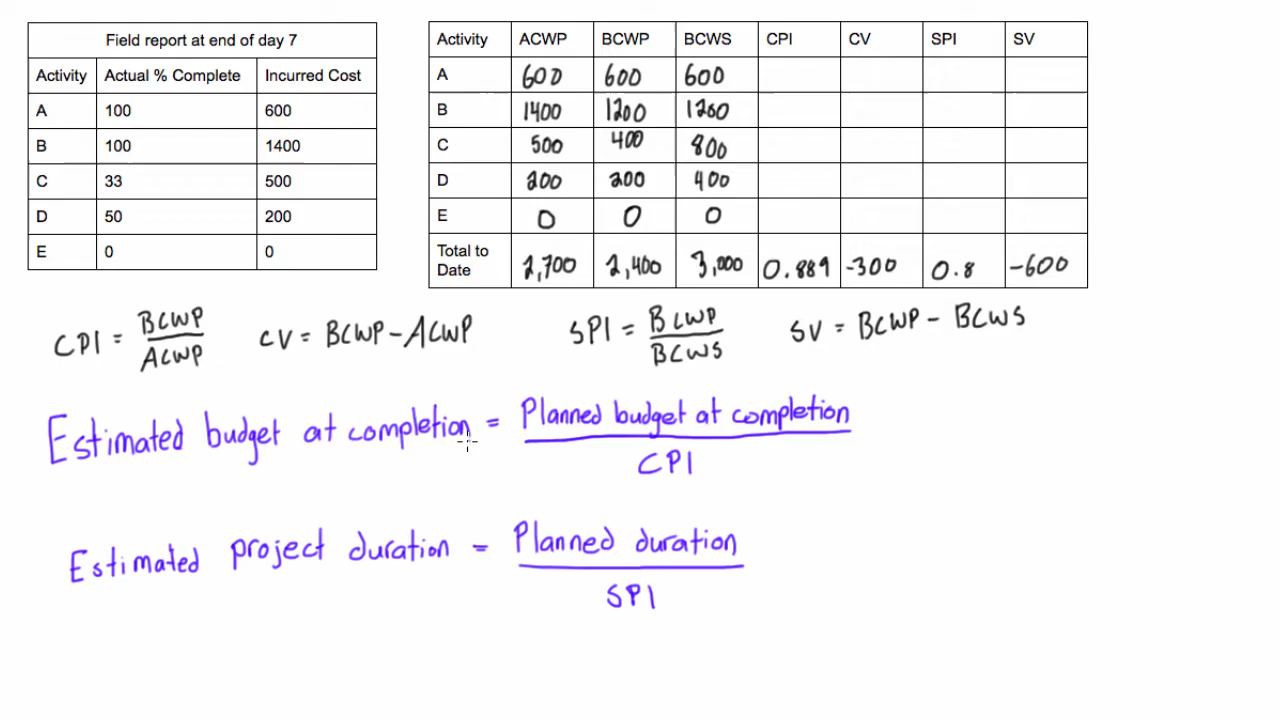 Field report at end of day 7
Activity Actual % Complete Incurred Cost
A 100 600
B 100 1400
C 33 500
D 50 200
E 0 0
Activity ACWP BCWP BCWS CPI CV SPI SV
A 600 600 600
B 1400 1200 1200
C 500 400 800
D 200 200 400
E 0 0 0
Total to Date 2,700 2,400 3,000 0.889 -300 0.8 -600
CPI = BCWP / ACWP CV = BCWP - ACWP SPI = BCWP / BCWS SV = BCWP - BCWS
Estimated budget at completion = Planned budget at completion / CPI
Estimated project duration = Planned duration / SPI